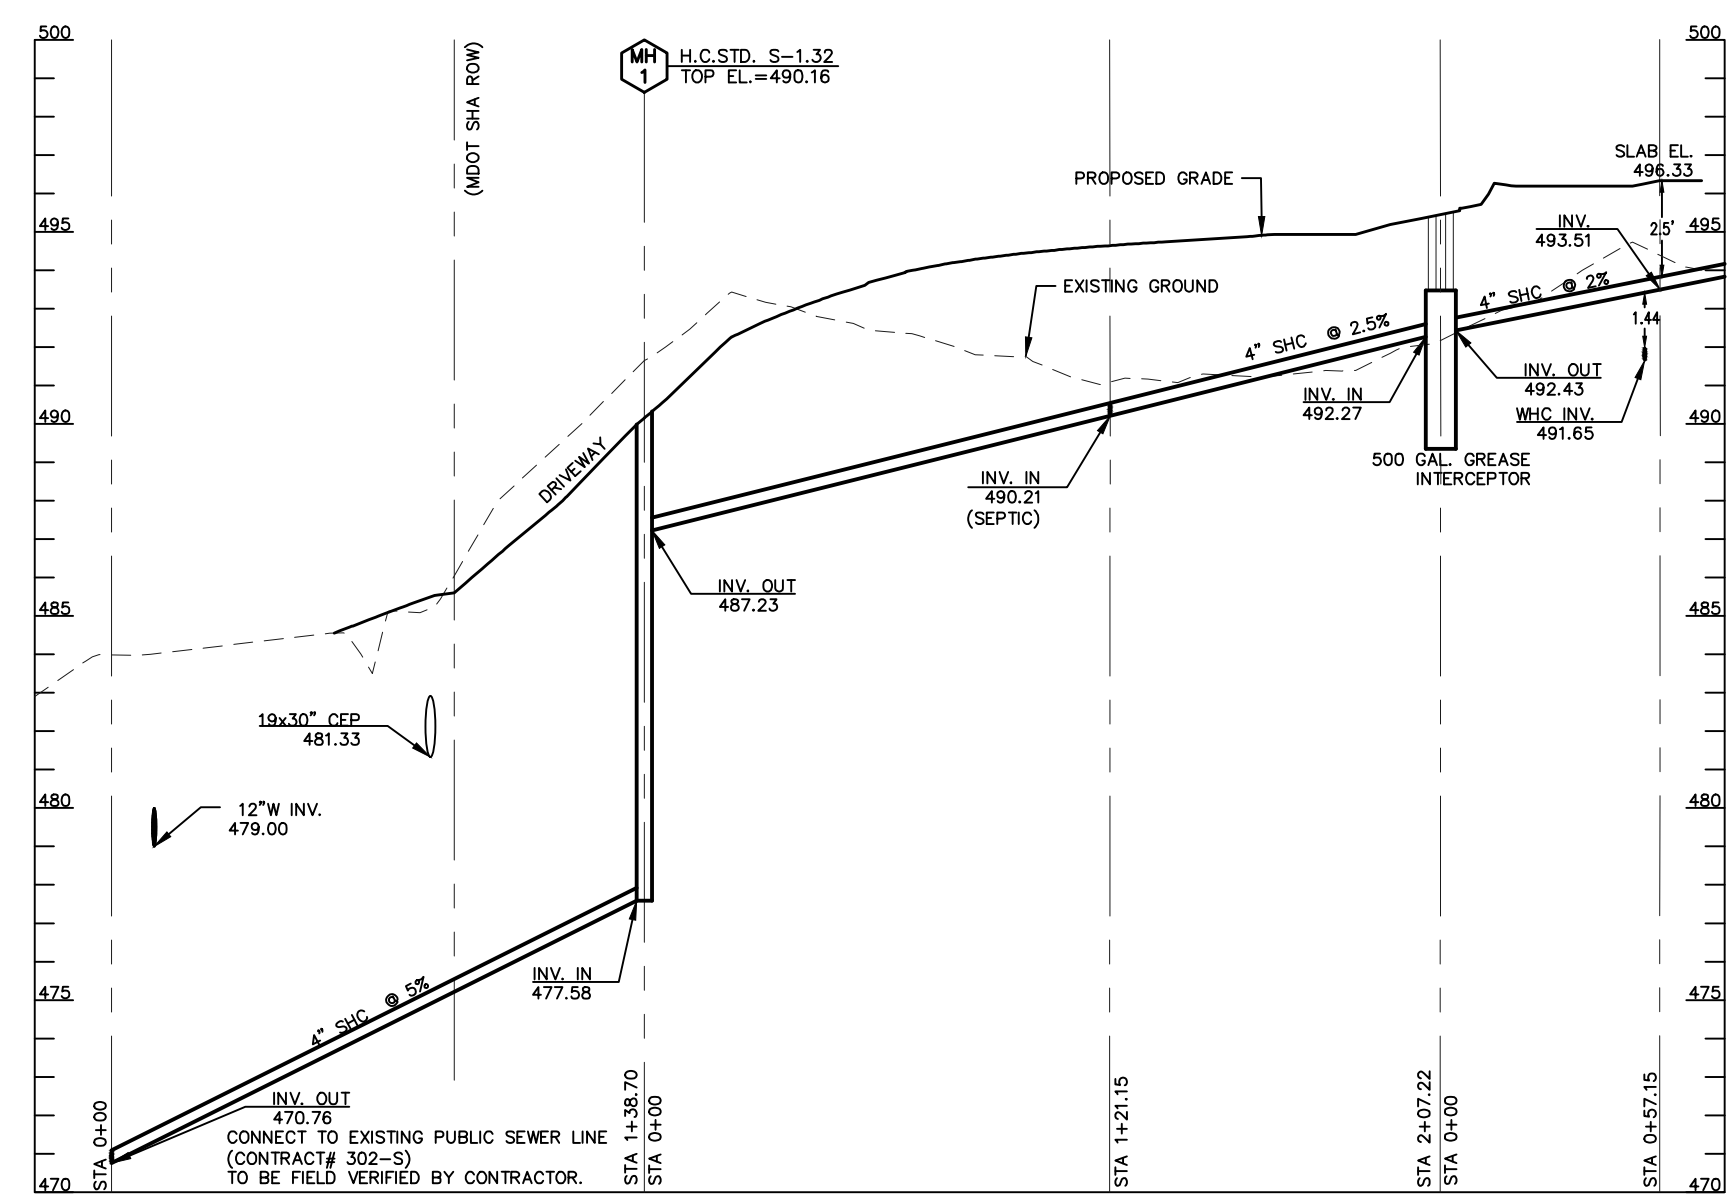 500
500
MH
1
H.C.STD. S-1.32
TOP EL.=490.16
(MDOT SHA ROW)
SLAB EL.
496.33
PROPOSED GRADE
INV.
493.51
2.5'
495
495
EXISTING GROUND
4" SHC @ 2.5%
4" SHC @ 2%
1.44
INV. OUT
492.43
INV. IN
492.27
WHC INV.
491.65
490
490
DRIVEWAY
500 GAL. GREASE
INTERCEPTOR
INV. IN
490.21
(SEPTIC)
INV. OUT
487.23
485
485
19x30" CEP
481.33
480
480
12"W INV.
479.00
INV. IN
477.58
475
475
4" SHC @ 5%
INV. OUT
470.76
CONNECT TO EXISTING PUBLIC SEWER LINE
(CONTRACT# 302-S)
TO BE FIELD VERIFIED BY CONTRACTOR.
STA 0+00
STA 1+38.70
STA 0+00
STA 1+21.15
STA 2+07.22
STA 0+00
STA 0+57.15
470
470